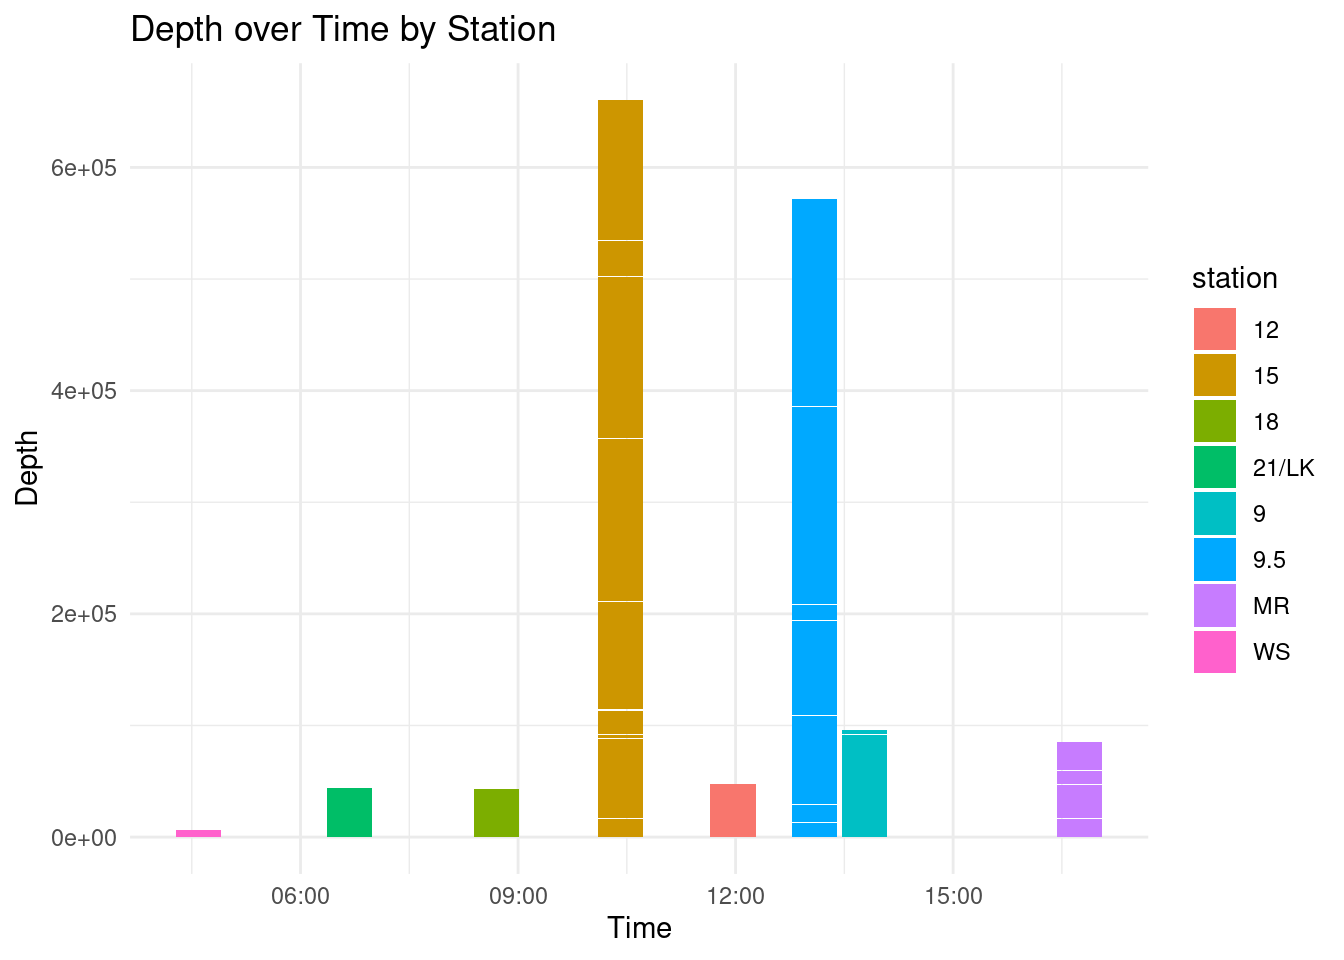 Depth over Time by Station
6e+05
4e+05
2e+05
0e+00
Depth
06:00 09:00 12:00 15:00
Time
station
12
15
18
21/LK
9
9.5
MR
WS